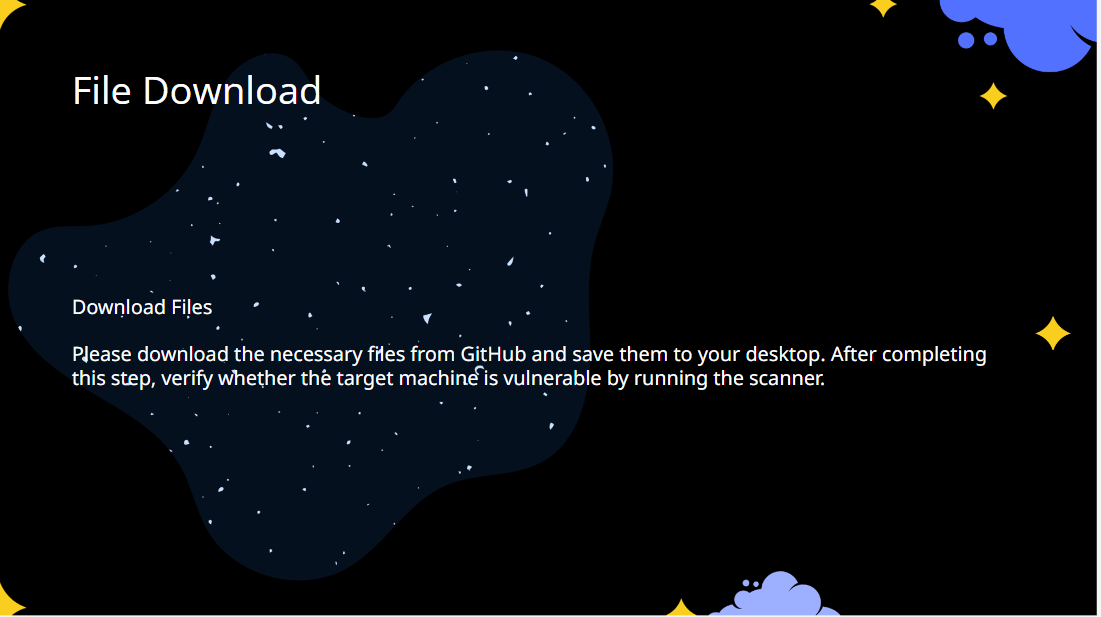 File Download
Download Files
Please download the necessary files from GitHub and save them to your desktop. After completing
this step, verify whether the target machine is vulnerable by running the scanner.